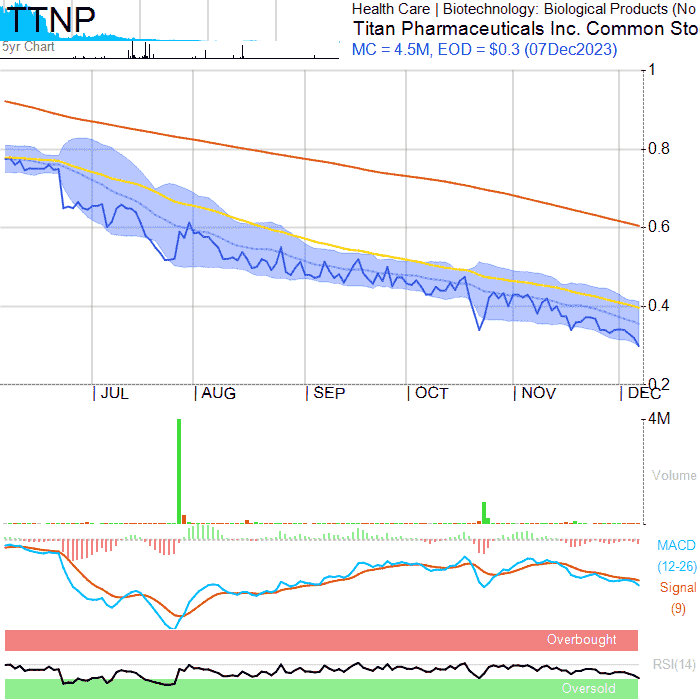 TTNP
5yr Chart
Health Care | Biotechnology: Biological Products (No
Titan Pharmaceuticals Inc. Common Sto
MC = 4.5M, EOD = $0.3 (07Dec2023)
1
0.8
0.6
0.4
0.2
JUL
AUG
SEP
OCT
NOV
DEC
4M
Volume
MACD
(12-26)
Signal
(9)
Overbought
RSI(14)
Oversold